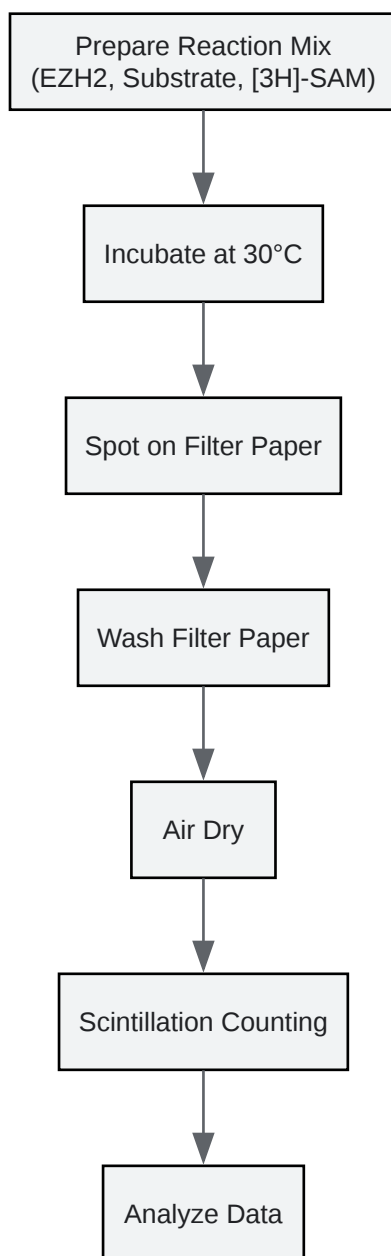 Prepare Reaction Mix
(EZH2, Substrate, [3H]-SAM)
Incubate at 30°C
Spot on Filter Paper
Wash Filter Paper
Air Dry
Scintillation Counting
Analyze Data